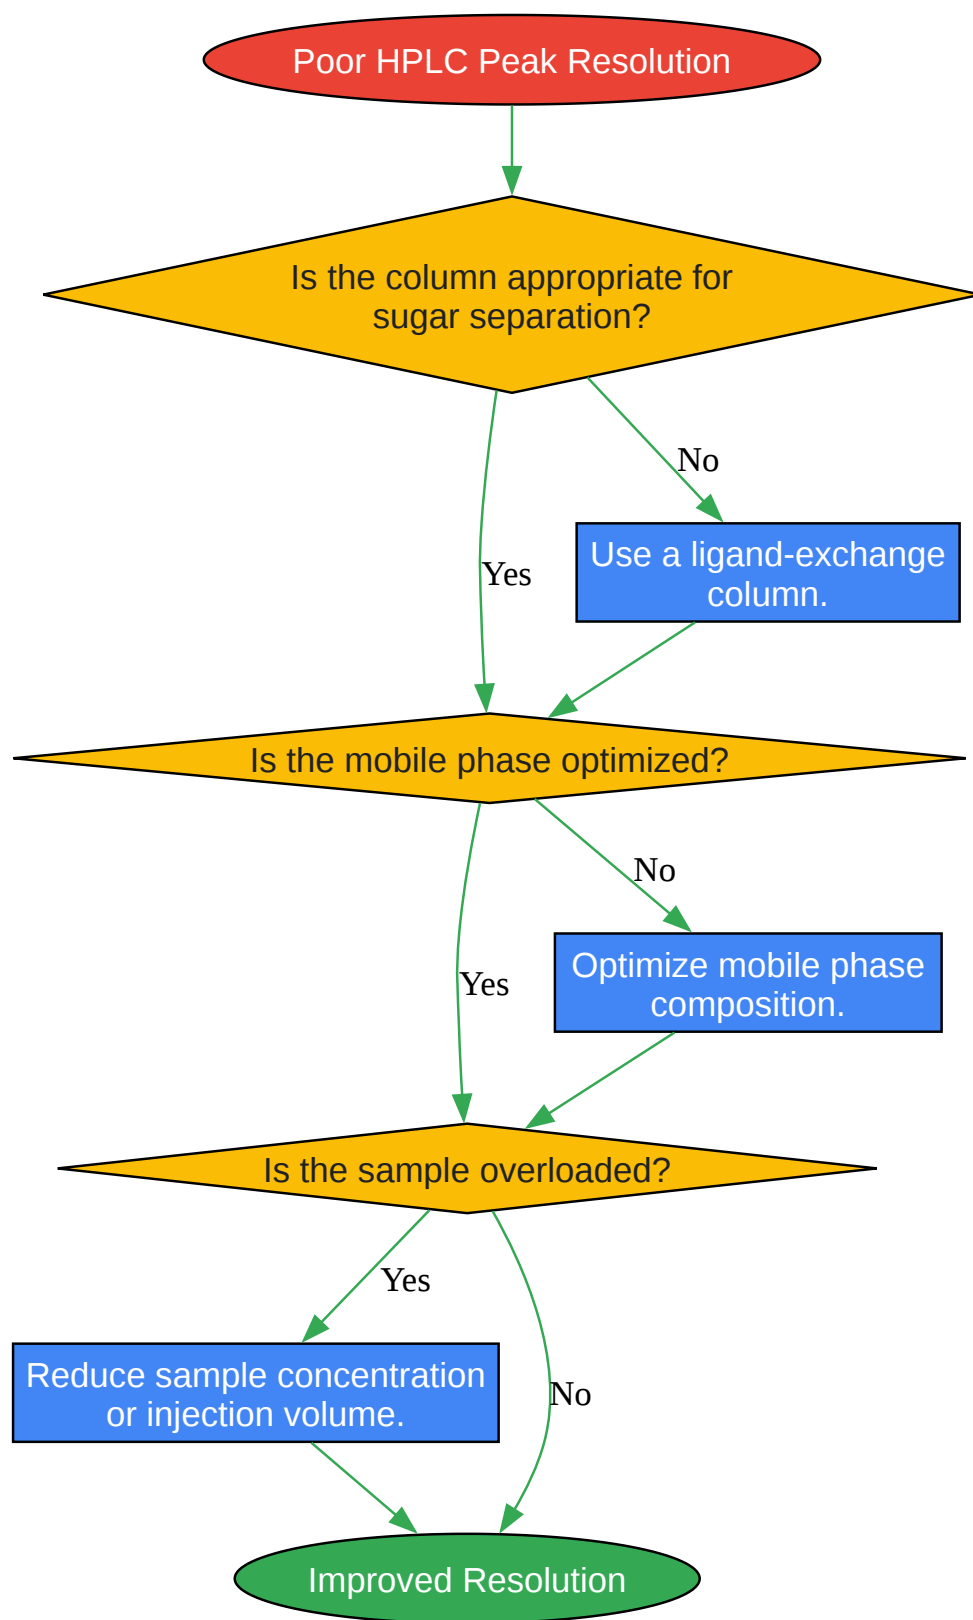 Poor HPLC Peak Resolution
Is the column appropriate for
sugar separation?
No
Use a ligand-exchange
column.
Yes
Is the mobile phase optimized?
No
Optimize mobile phase
composition.
Yes
Is the sample overloaded?
Yes
Reduce sample concentration
or injection volume.
No
Improved Resolution